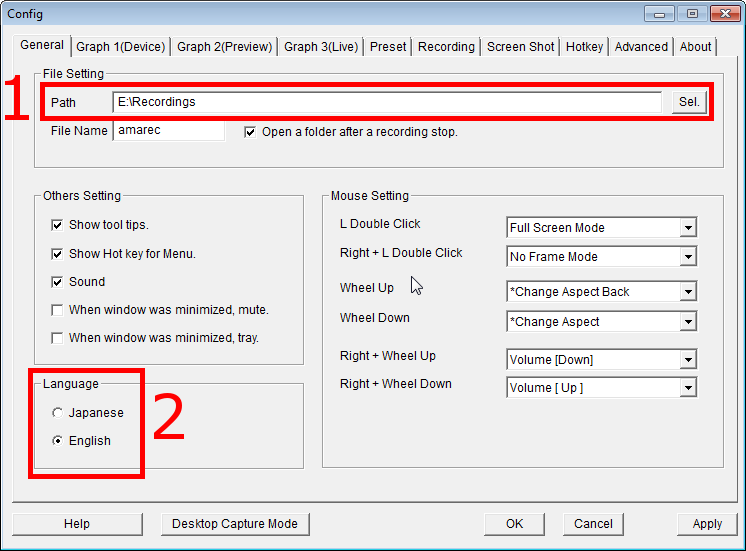 Config
General Graph 1(Device) Graph 2(Preview) Graph 3(Live) Preset Recording Screen Shot Hotkey Advanced About
File Setting
1
Path E:\Recordings Sel.
File Name amarec Open a folder after a recording stop.
Others Setting
Show tool tips.
Show Hot key for Menu.
Sound
When window was minimized, mute.
When window was minimized, tray.
Mouse Setting
L Double Click Full Screen Mode
Right + L Double Click No Frame Mode
Wheel Up *Change Aspect Back
Wheel Down *Change Aspect
Right + Wheel Up Volume [Down]
Right + Wheel Down Volume [ Up ]
Language
Japanese
English
2
Help Desktop Capture Mode OK Cancel Apply